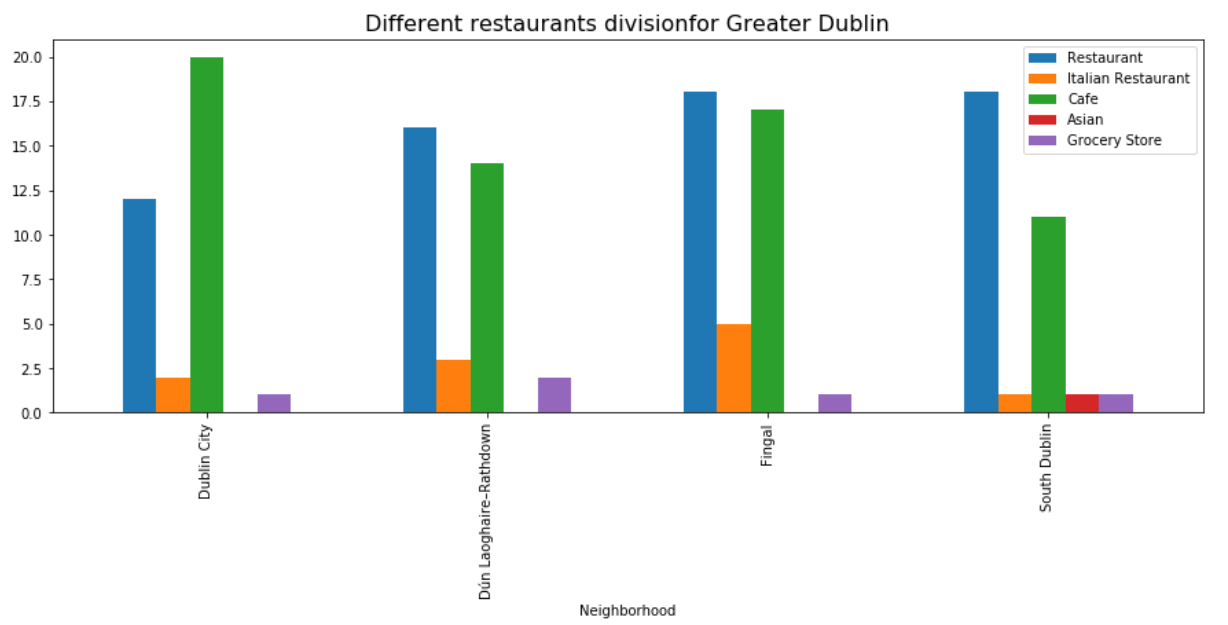 Different restaurants divisionfor Greater Dublin
20.0
17.5
15.0
12.5
10.0
7.5
5.0
2.5
0.0
Restaurant
Italian Restaurant
Cafe
Asian
Grocery Store
Dublin City
Dún Laoghaire–Rathdown
Fingal
South Dublin
Neighborhood